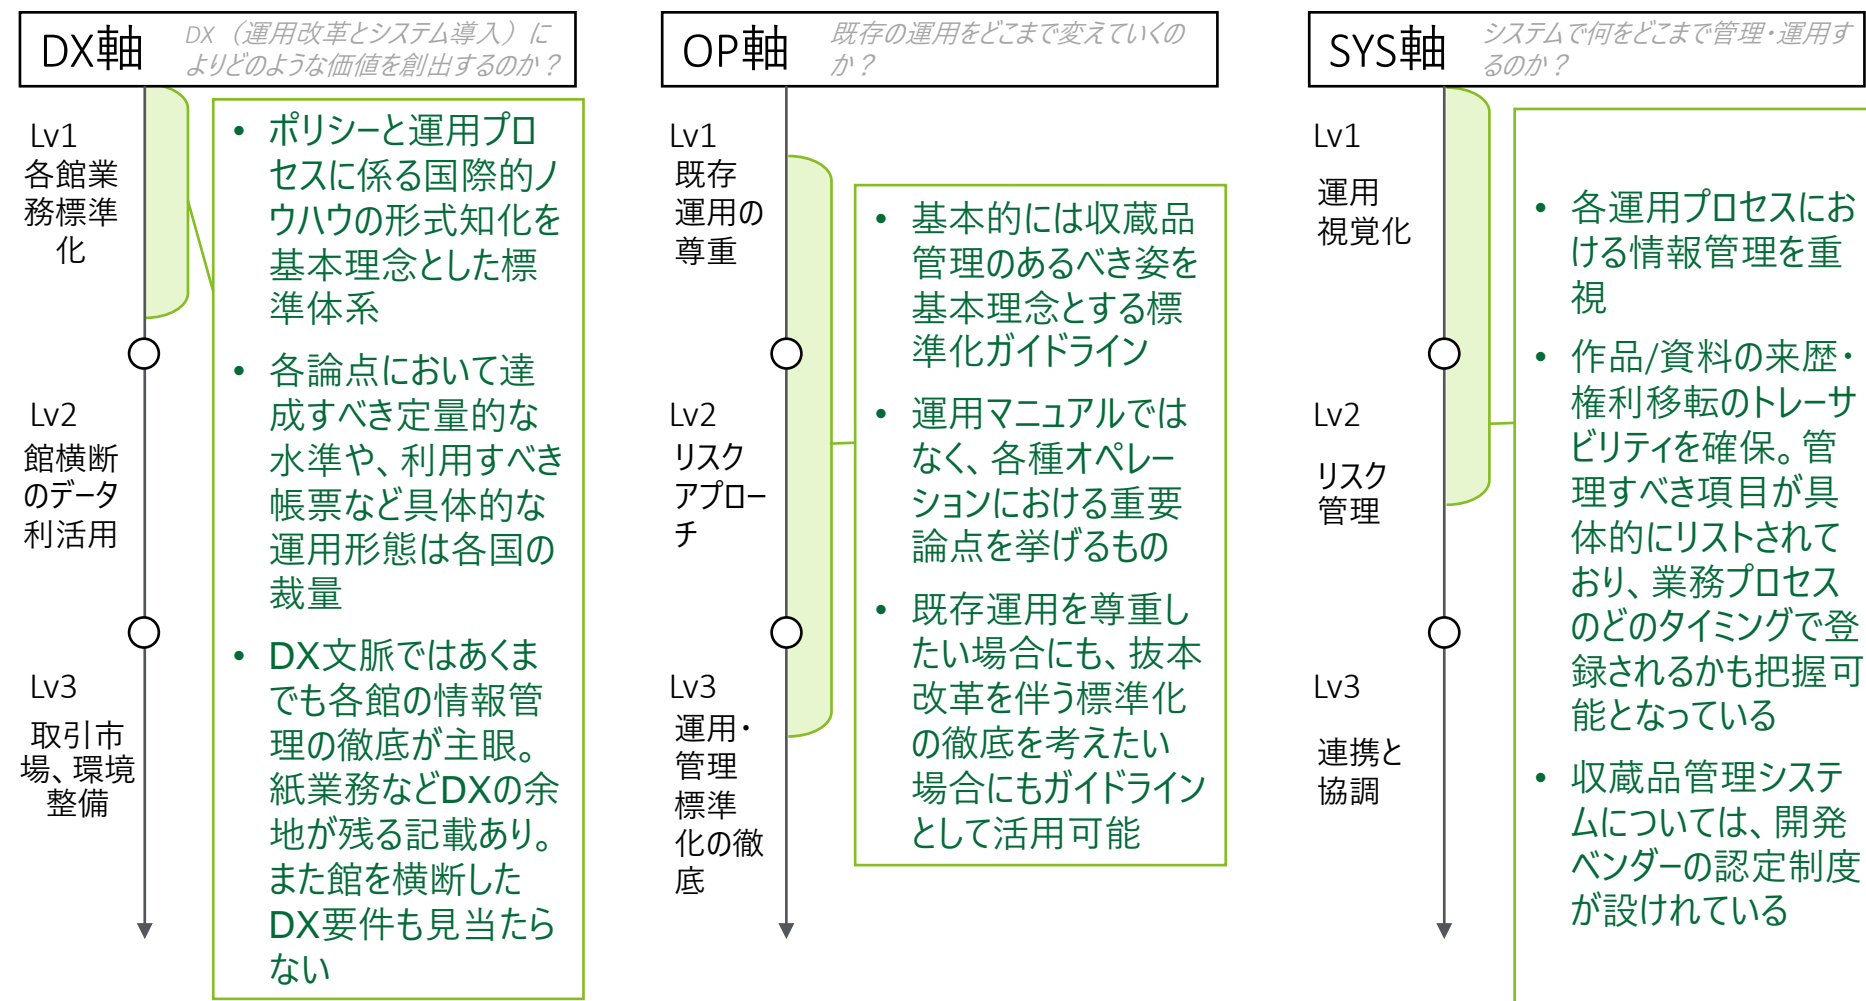 DX軸
DX（運用改革とシステム導入）に
よりどのような価値を創出するのか？
Lv1
各館業
務標準
化
Lv2
館横断
のデータ
利活用
Lv3
取引市
場、環境
整備
• ポリシーと運用プロ
セスに係る国際的ノ
ウハウの形式知化を
基本理念とした標
準体系
• 各論点において達
成すべき定量的な
水準や、利用すべき
帳票など具体的な
運用形態は各国の
裁量
• DX文脈ではあくま
でも各館の情報管
理の徹底が主眼。
紙業務などDXの余
地が残る記載あり。
また館を横断した
DX要件も見当たら
ない
OP軸
既存の運用をどこまで変えていくの
か？
Lv1
既存
運用の
尊重
Lv2
リスク
アプロー
チ
Lv3
運用・
管理
標準
化の徹
底
• 基本的には収蔵品
管理のあるべき姿を
基本理念とする標
準化ガイドライン
• 運用マニュアルでは
なく、各種オペレー
ションにおける重要
論点を挙げるもの
• 既存運用を尊重し
たい場合にも、抜本
改革を伴う標準化
の徹底を考えたい
場合にもガイドライン
として活用可能
SYS軸
システムで何をどこまで管理・運用す
るのか？
Lv1
運用
視覚化
Lv2
リスク
管理
Lv3
連携と
協調
• 各運用プロセスにお
ける情報管理を重
視
• 作品/資料の来歴・
権利移転のトレーサ
ビリティを確保。管
理すべき項目が具
体的にリストされて
おり、業務プロセス
のどのタイミングで登
録されるかも把握可
能となっている
• 収蔵品管理システ
ムについては、開発
ベンダーの認定制度
が設けれている